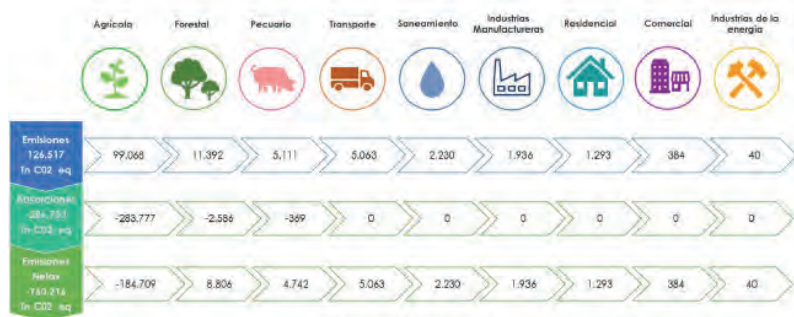 Agrícola Forestal Pecuario Transporte Saneamiento Industrias Manufactureras Residencial Comercial Industrias de la energía
Emisiones
126.517
Tn C02 eq
99.068 11.392 5.111 5.063 2.230 1.936 1.293 384 40
Absorciones
Tn C02 eq
-283.777 -2.586 -369 0 0 0 0 0 0
Emisiones
Netas
Tn C02 eq
-184.709 8.806 4.742 5.063 2.230 1.936 1.293 384 40